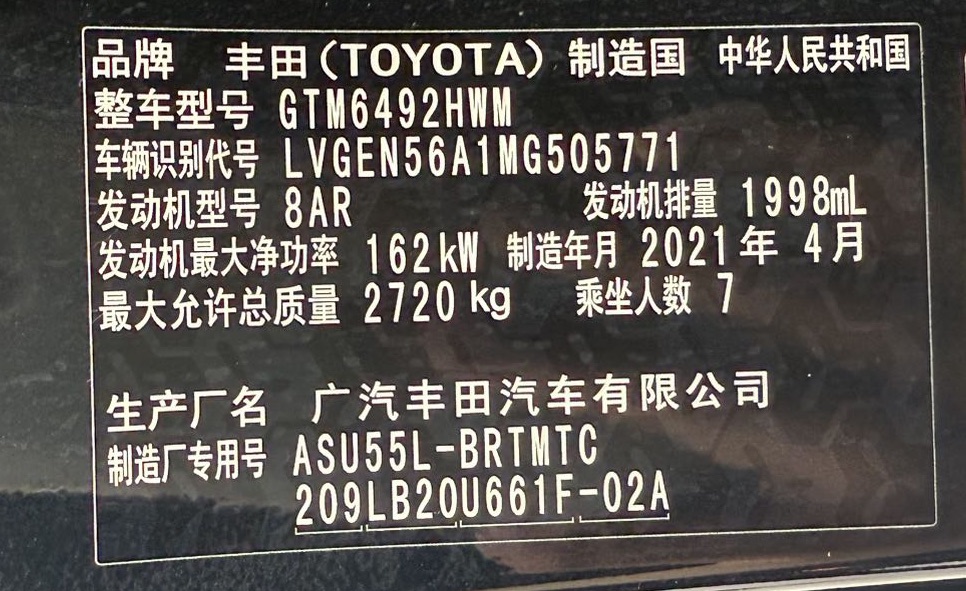 品牌 丰田(TOYOTA) 制造国 中华人民共和国
整车型号 GTM6492HWM
车辆识别代号 LVGEN56A1MG505771
发动机型号 8AR 发动机排量 1998mL
发动机最大净功率 162kW 制造年月 2021年 4月
最大允许总质量 2720kg 乘坐人数 7
生产厂名 广汽丰田汽车有限公司
制造厂专用号 ASU55L-BRTMTC
209LB20U661F-02A